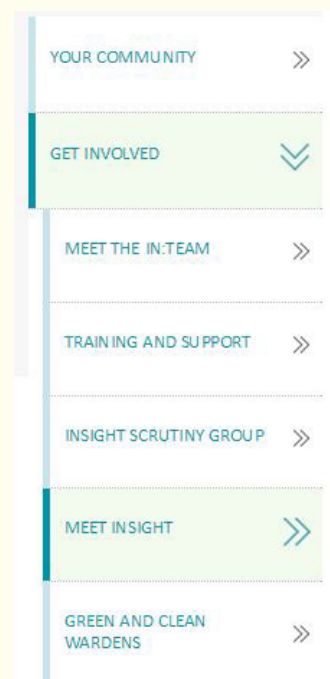 YOUR COMMUNITY
GET INVOLVED
MEET THE IN:TEAM
TRAINING AND SUPPORT
INSIGHT SCRUTINY GROUP
MEET INSIGHT
GREEN AND CLEAN
WARDENS